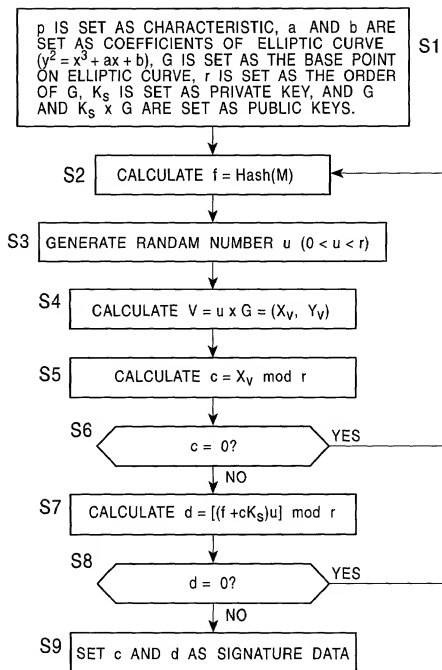 p IS SET AS CHARACTERISTIC, a AND b ARE
SET AS COEFFICIENTS OF ELLIPTIC CURVE
(y² = x³ + ax + b), G IS SET AS THE BASE POINT
ON ELLIPTIC CURVE, r IS SET AS THE ORDER
OF G, Kₛ IS SET AS PRIVATE KEY, AND G
AND Kₛ x G ARE SET AS PUBLIC KEYS.
S1
S2
CALCULATE f = Hash(M)
S3
GENERATE RANDAM NUMBER u (0 < u < r)
S4
CALCULATE V = u x G = (Xᵥ, Yᵥ)
S5
CALCULATE c = Xᵥ mod r
S6
c = 0?
YES
NO
S7
CALCULATE d = [(f +cKₛ)u] mod r
S8
d = 0?
YES
NO
S9
SET c AND d AS SIGNATURE DATA